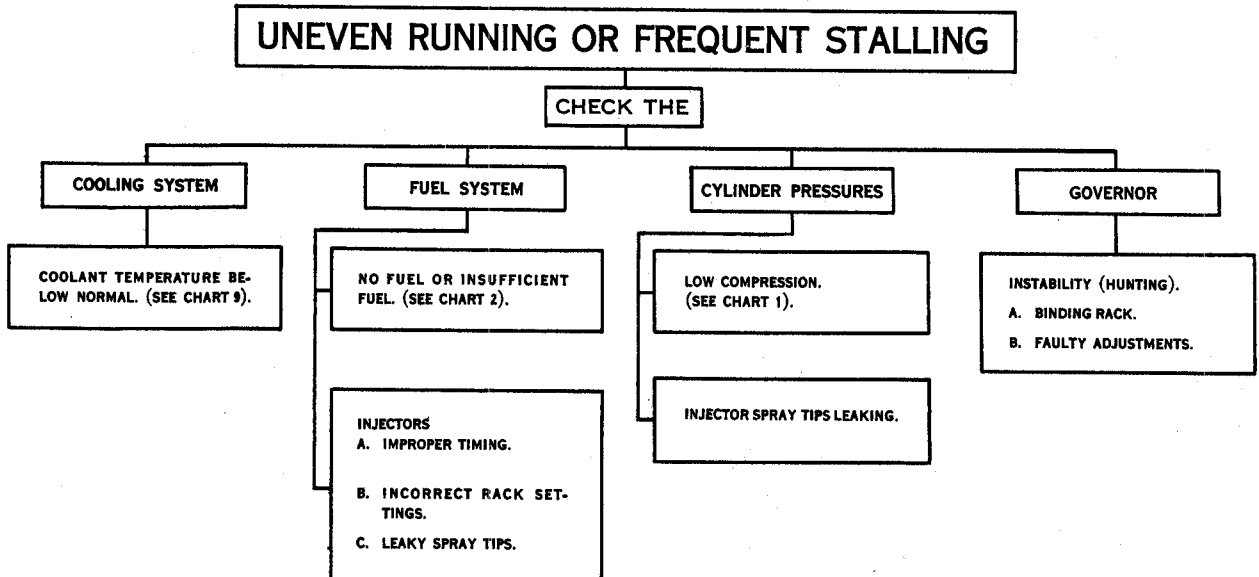 UNEVEN RUNNING OR FREQUENT STALLING
CHECK THE
COOLING SYSTEM
FUEL SYSTEM
CYLINDER PRESSURES
GOVERNOR
COOLANT TEMPERATURE BE-
LOW NORMAL. (SEE CHART 9).
NO FUEL OR INSUFFICIENT
FUEL. (SEE CHART 2).
INJECTORS
A. IMPROPER TIMING.
B. INCORRECT RACK SET-
TINGS.
C. LEAKY SPRAY TIPS.
LOW COMPRESSION.
(SEE CHART 1).
INJECTOR SPRAY TIPS LEAKING.
INSTABILITY (HUNTING).
A. BINDING RACK.
B. FAULTY ADJUSTMENTS.